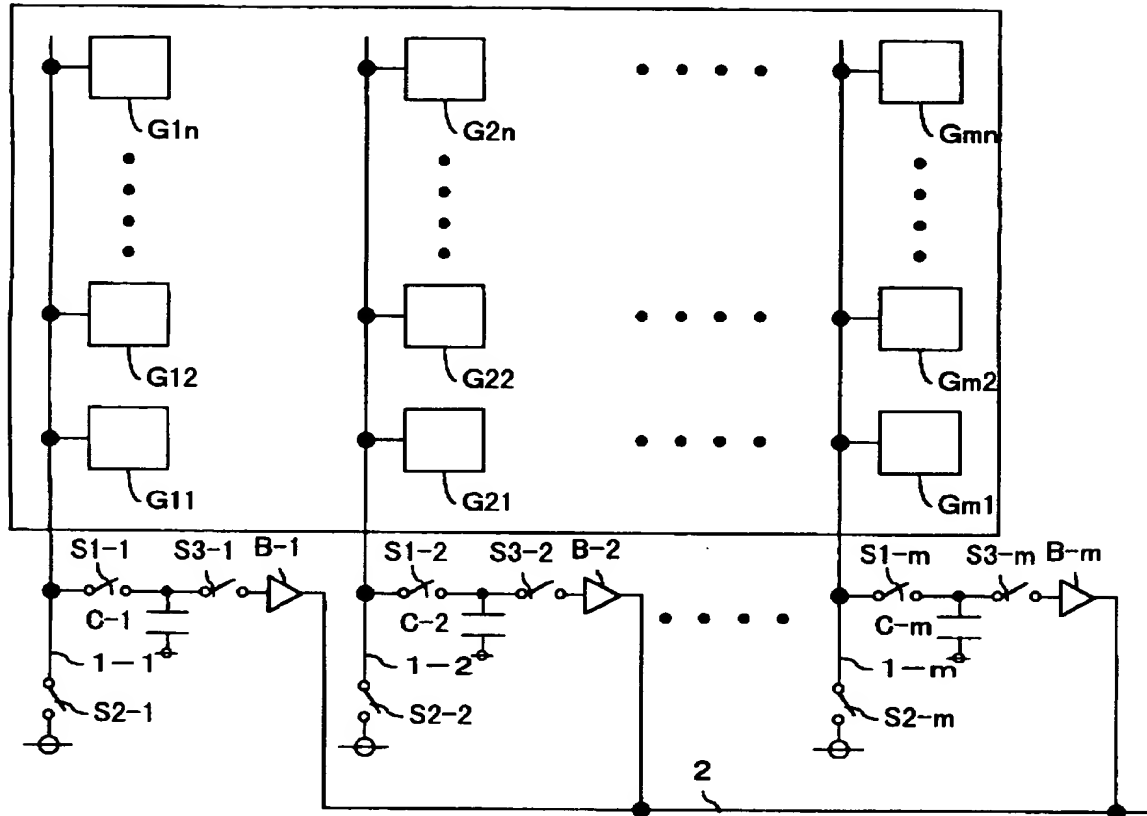 G1n
G2n
Gmn
G12
G22
Gm2
G11
G21
Gm1
S1-1
S3-1
B-1
S1-2
S3-2
B-2
S1-m
S3-m
B-m
C-1
C-2
C-m
1-1
1-2
1-m
S2-1
S2-2
S2-m
2